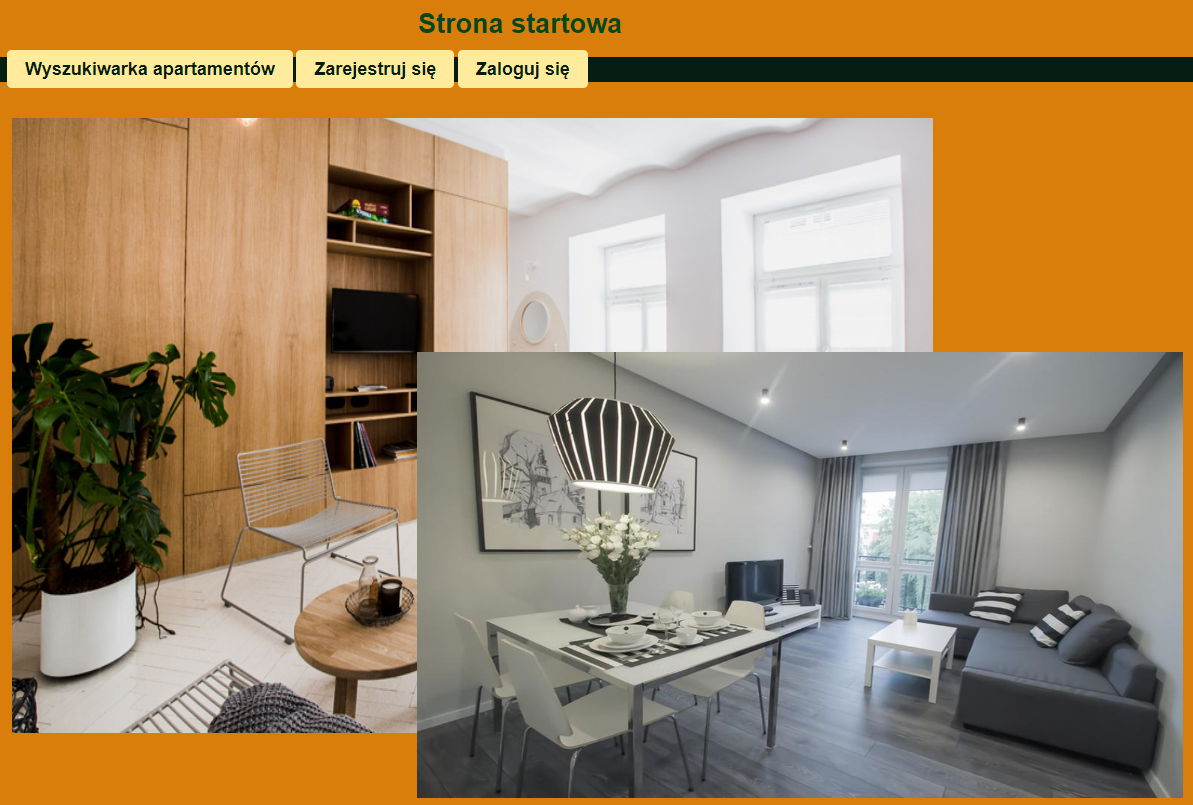 Strona startowa
Wyszukiwarka apartamentów Zarejestruj się Zaloguj się